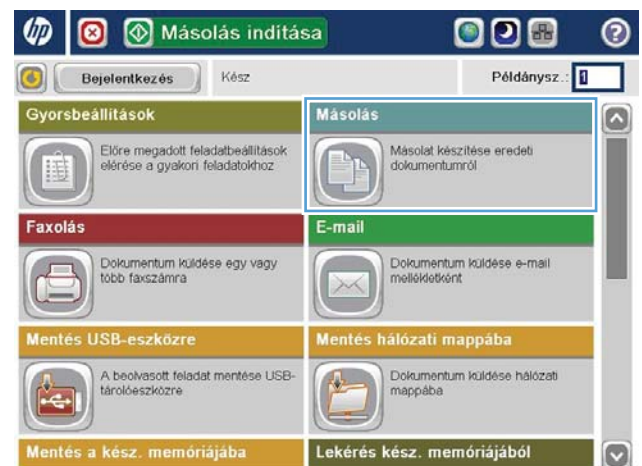 hp
Másolás indítása
?
Bejelentkezés
Kész
Példánysz.: 1
Gyorsbeállítások
Előre megadott feladatbeállítások
elérése a gyakori feladatokhoz
Másolás
Másolat készítése eredeti
dokumentumról
Faxolás
Dokumentum küldése egy vagy
több faxszámra
E-mail
Dokumentum küldése e-mail
mellékletként
Mentés USB-eszközre
A beolvasott feladat mentése USB-
tárolóeszközre
Mentés hálózati mappába
Dokumentum küldése hálózati
mappába
Mentés a kész. memóriájába
Lekérés kész. memóriájából